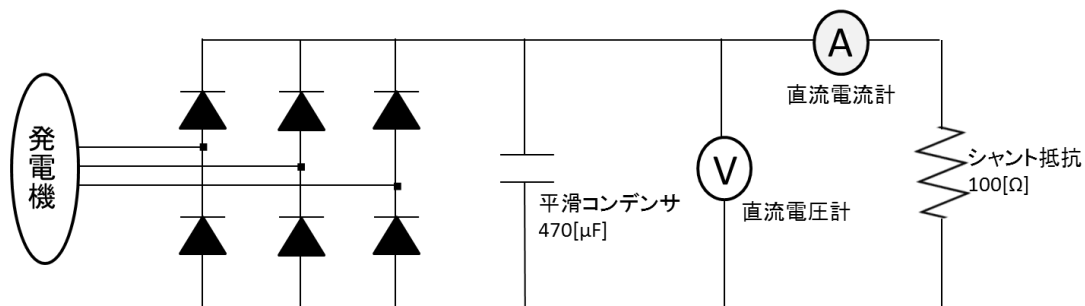 発電機
A
直流電流計
V
直流電圧計
シャント抵抗
100[Ω]
平滑コンデンサ
470[μF]